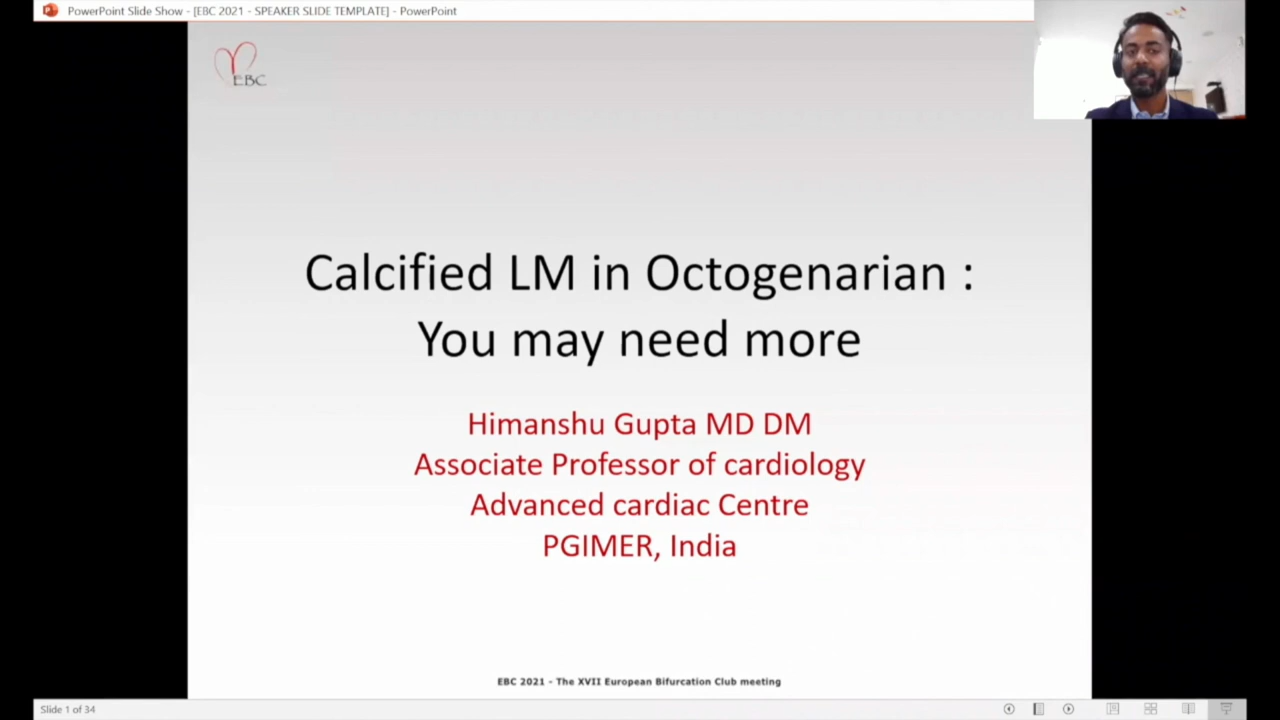 PowerPoint Slide Show - [EBC 2021 - SPEAKER SLIDE TEMPLATE] - PowerPoint
EBC
Calcified LM in Octogenarian :
You may need more
Himanshu Gupta MD DM
Associate Professor of cardiology
Advanced cardiac Centre
PGIMER, India
EBC 2021 - The XVII European Bifurcation Club meeting
Slide 1 of 34